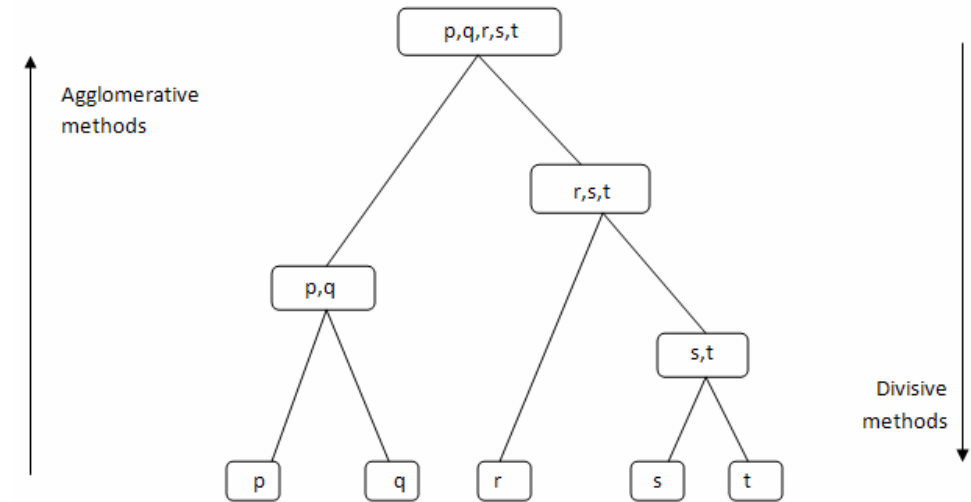 p,q,r,s,t
Agglomerative
methods
r,s,t
p,q
s,t
Divisive
methods
p
q
r
s
t